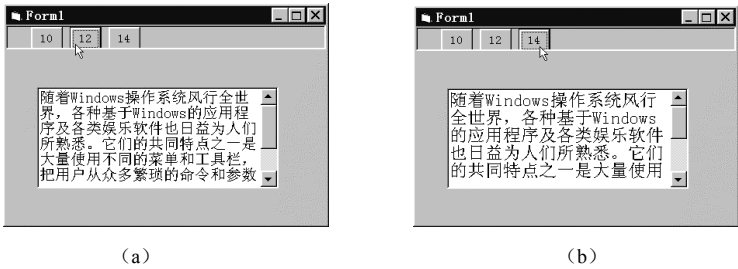 Form1
10 12 14
随着Windows操作系统风行全世
界，各种基于Windows的应用程
序及各类娱乐软件也日益为人们
所熟悉。它们的共同特点之一是
大量使用不同的菜单和工具栏，
把用户从众多繁琐的命令和参数
(a)
Form1
10 12 14
随着Windows操作系统风行
全世界，各种基于Windows
的应用程序及各类娱乐软件
也日益为人们所熟悉。它们
的共同特点之一是大量使用
(b)